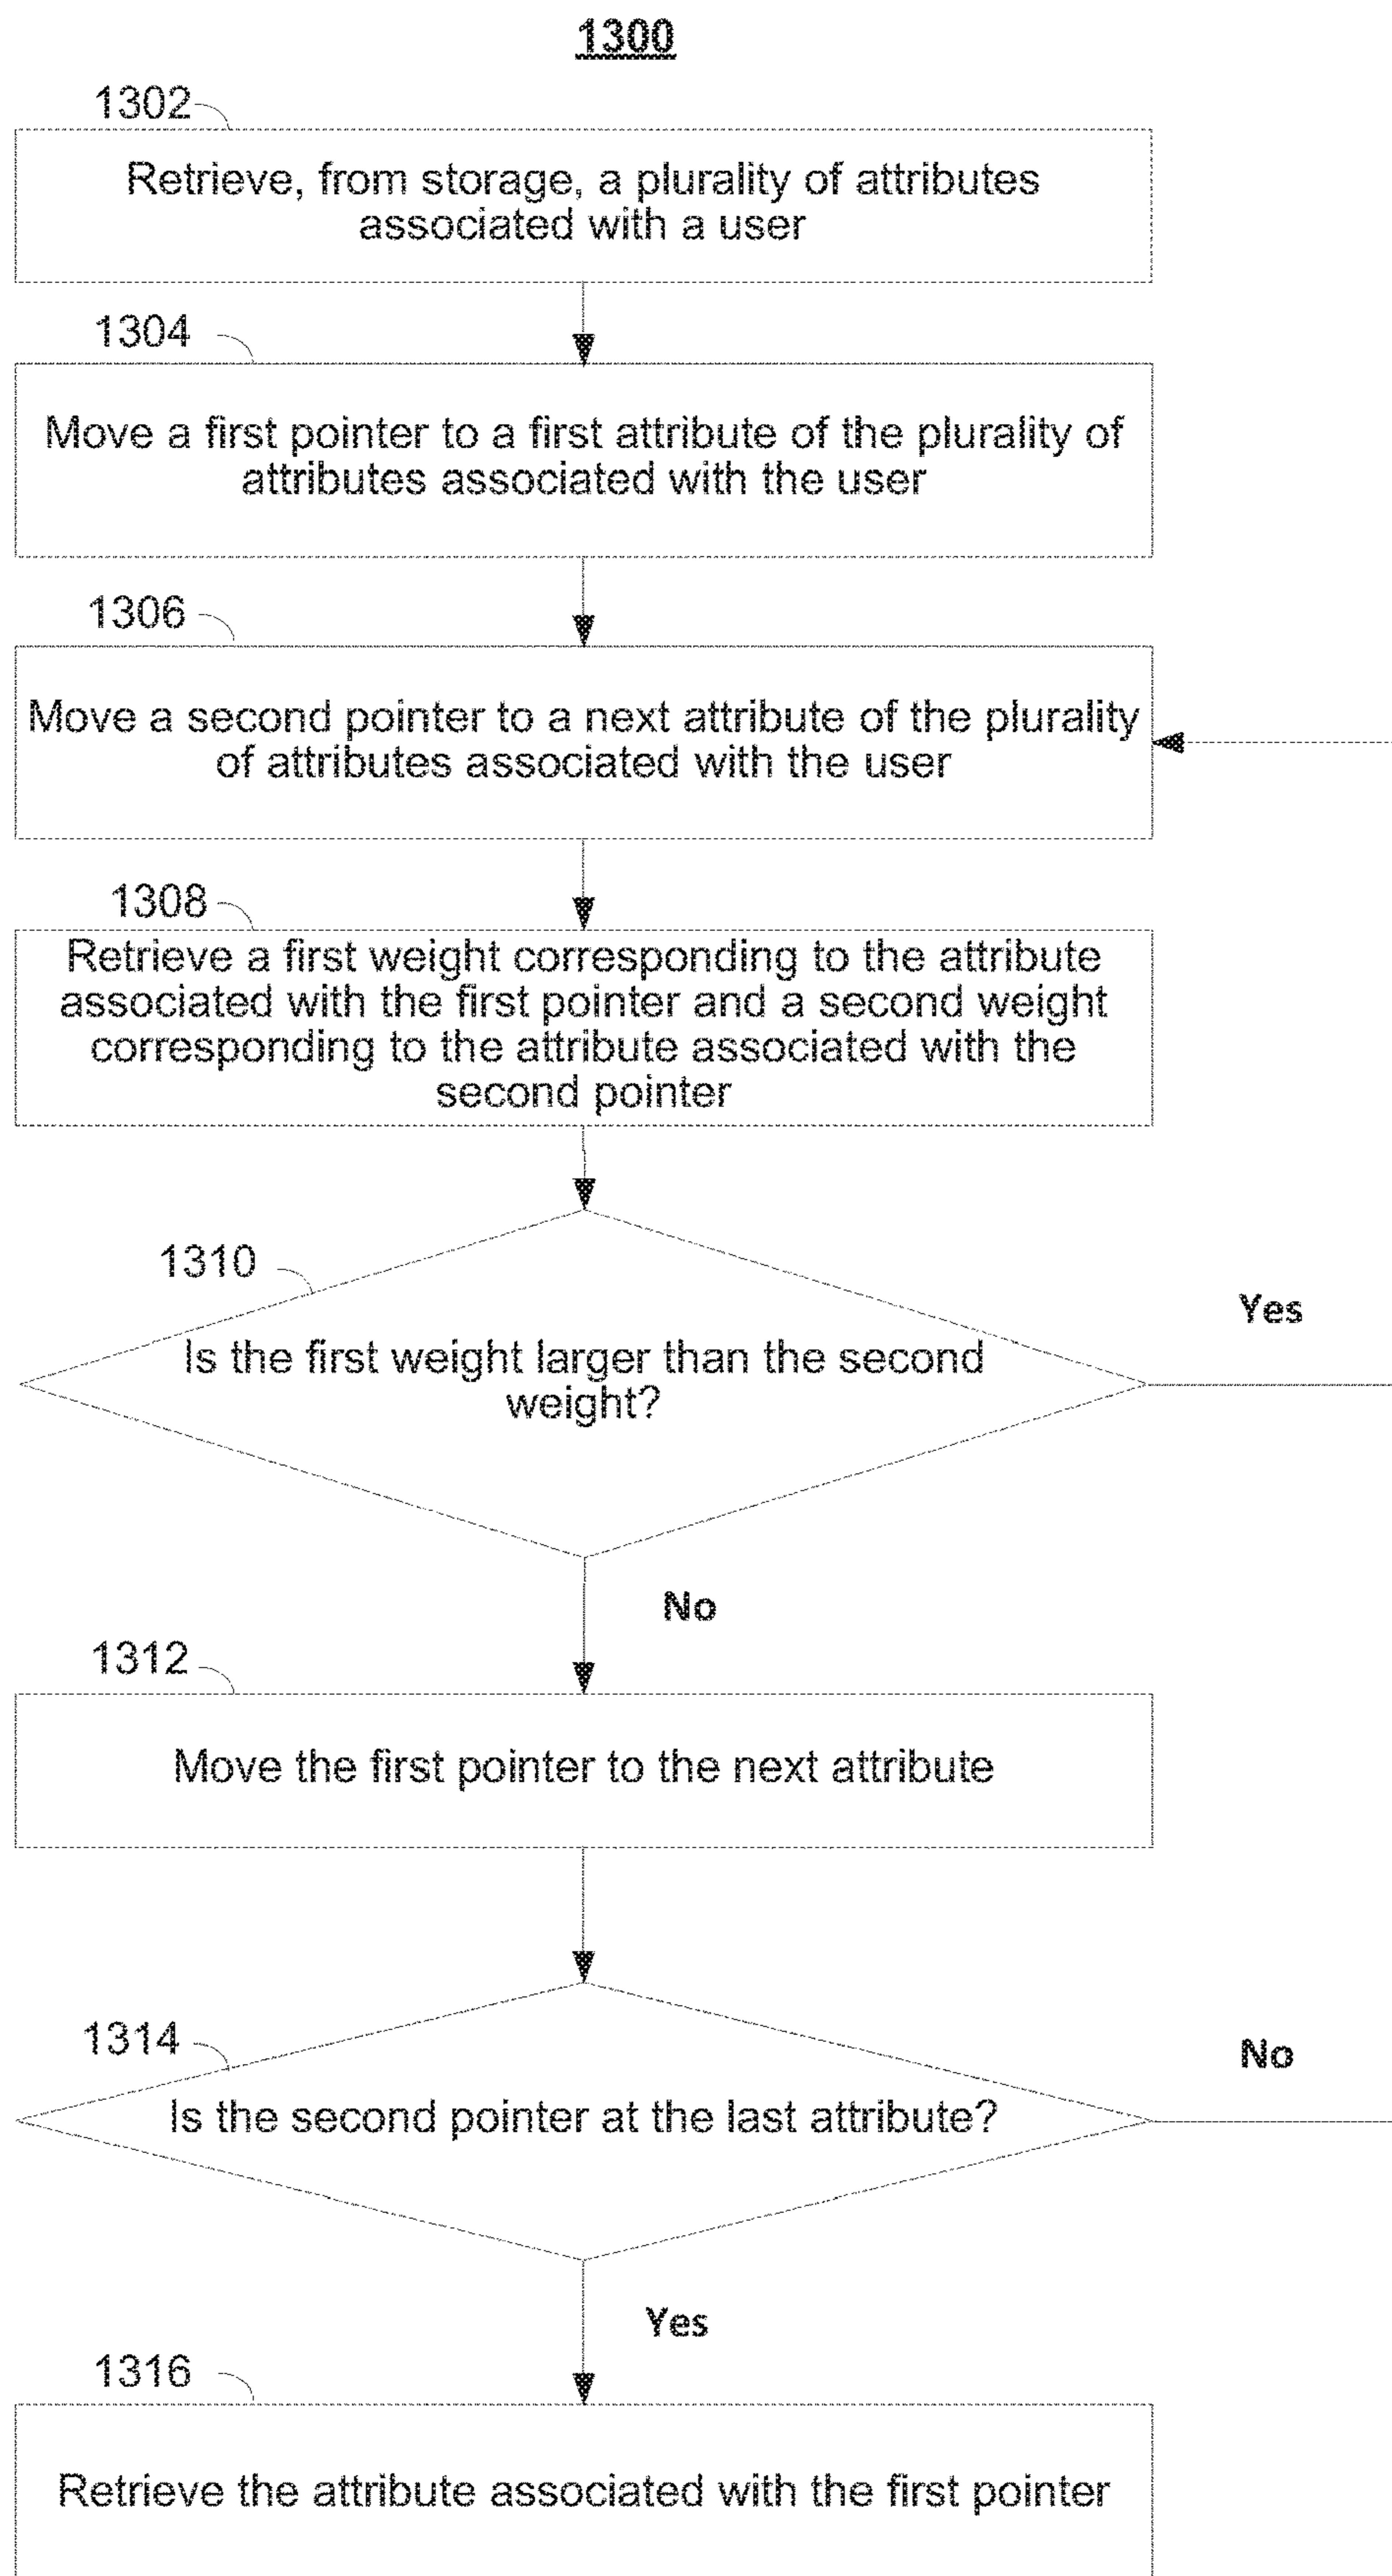 1300
1302
Retrieve, from storage, a plurality of attributes
associated with a user
1304
Move a first pointer to a first attribute of the plurality of
attributes associated with the user
1306
Move a second pointer to a next attribute of the plurality
of attributes associated with the user
1308
Retrieve a first weight corresponding to the attribute
associated with the first pointer and a second weight
corresponding to the attribute associated with the
second pointer
1310
Is the first weight larger than the second
weight?
Yes
No
1312
Move the first pointer to the next attribute
1314
Is the second pointer at the last attribute?
No
Yes
1316
Retrieve the attribute associated with the first pointer